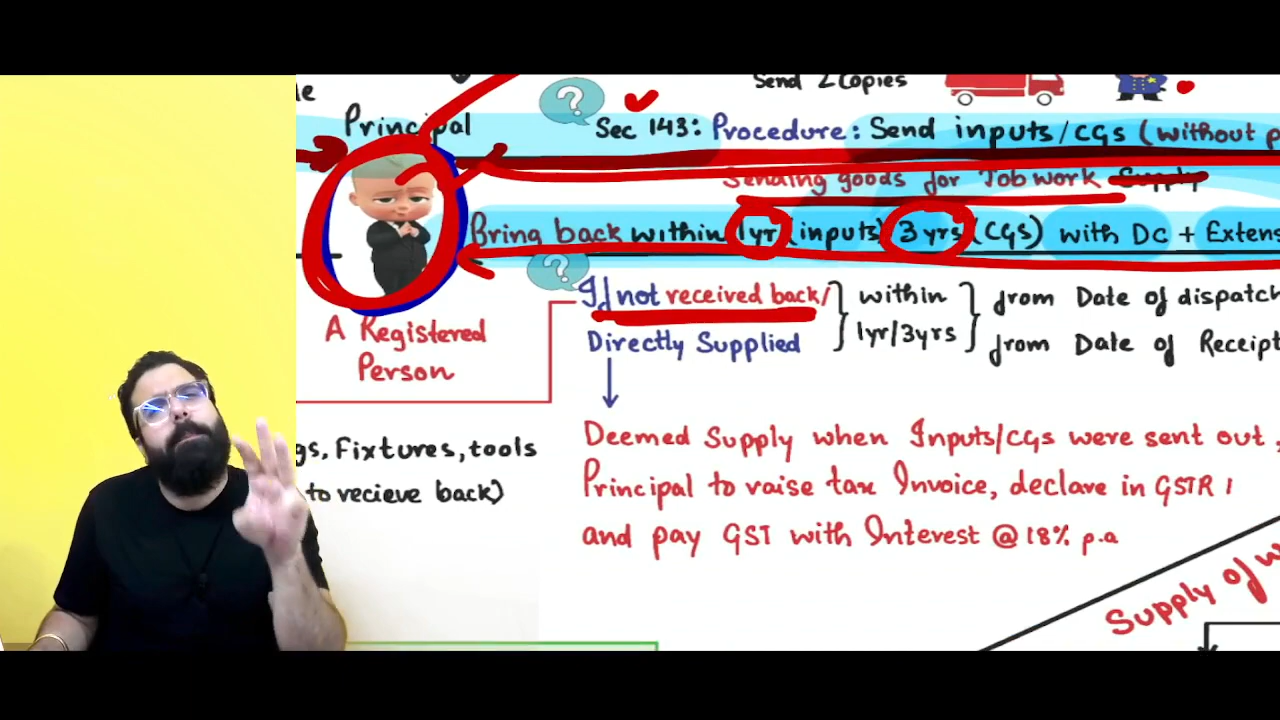 Send 2 Copies
Principal
Sec 143: Procedure: Send inputs/CGs (without p
Sending goods for Jobwork Supply
Bring back within 1yr (inputs) 3 yrs (CGs) with DC + Extens
If not received back/
Directly Supplied
within
1yr/3yrs
from Date of dispatch
from Date of Receipt
A Registered
Person
Deemed Supply when Inputs/CGs were sent out,
Principal to raise tax Invoice, declare in GSTR 1
and pay GST with Interest @ 18% p.a
gs, Fixtures, tools
to recieve back)
Supply of w